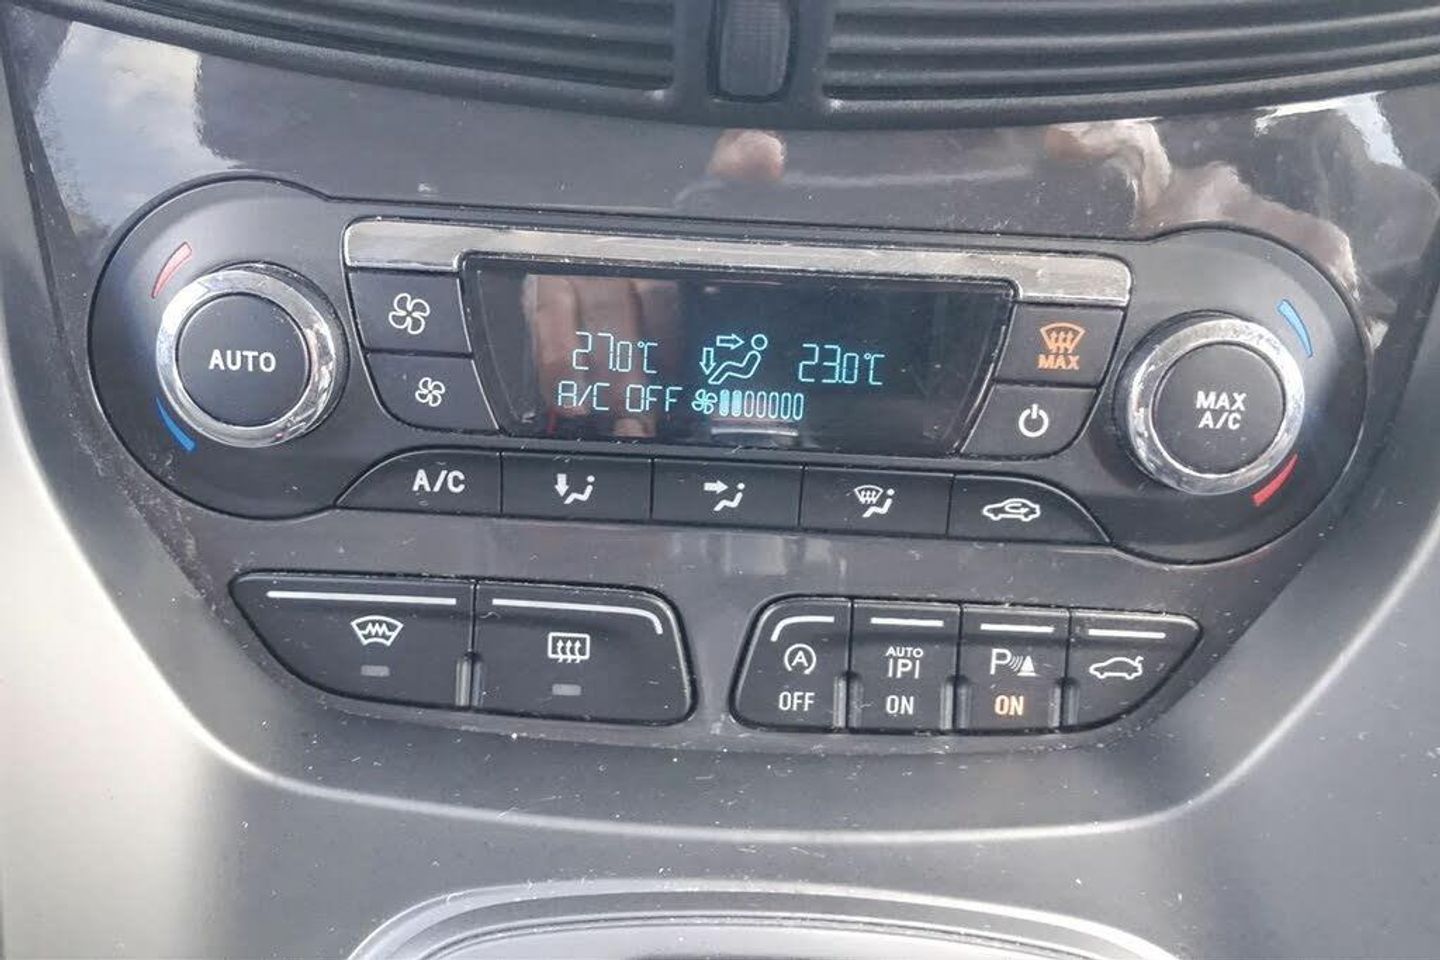 AUTO
27.0°C 23.0°C
A/C OFF
MAX
MAX
A/C
A/C
A
OFF
AUTO
IPI
ON
P
ON